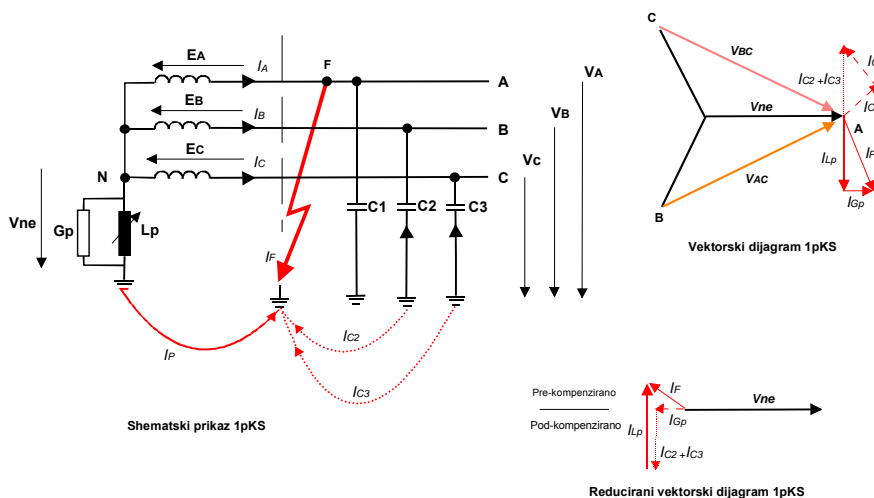 EA
IA
F
A
EB
IB
B
EC
IC
C
N
Vne
Gp
Lp
C1
C2
C3
IF
IP
IC2
IC3
VC
VB
VA
Shematski prikaz 1pKS
C
VBC
IC2 +IC3
Vne
A
ILp
IF
IGp
VAC
B
Vektorski dijagram 1pKS
Pre-kompenzirano
Pod-kompenzirano
IF
Vne
IGp
ILp
IC2 +IC3
Reducirani vektorski dijagram 1pKS